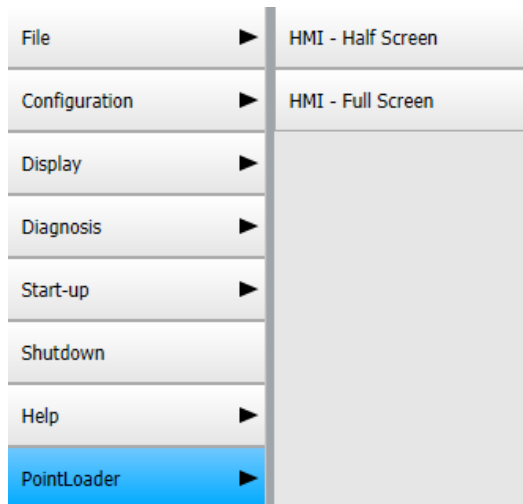 File
Configuration
Display
Diagnosis
Start-up
Shutdown
Help
PointLoader
HMI - Half Screen
HMI - Full Screen